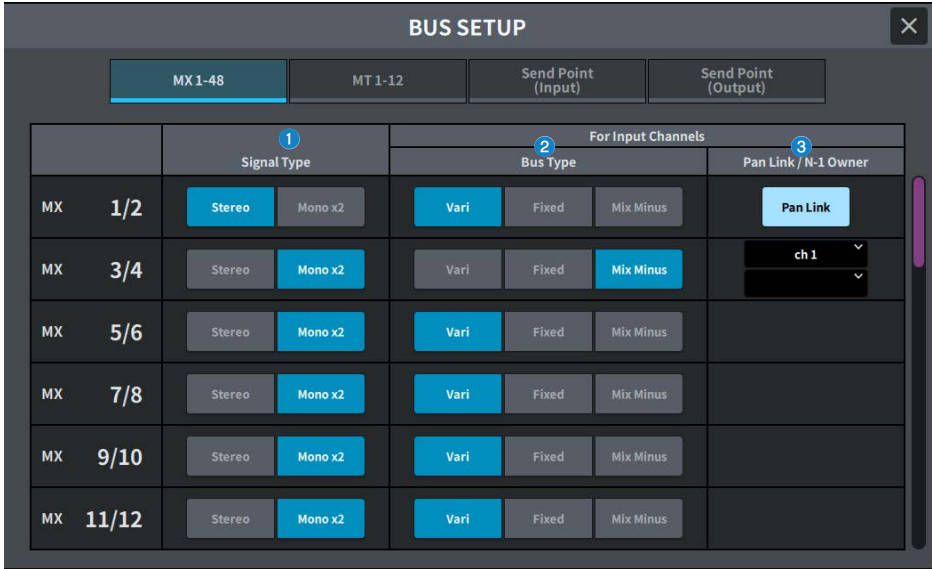 BUS SETUP
MX 1-48
MT 1-12
Send Point
(Input)
Send Point
(Output)
1
Signal Type
For Input Channels
2
Bus Type
3
Pan Link / N-1 Owner
MX 1/2 Stereo Mono x2 Vari Fixed Mix Minus Pan Link
MX 3/4 Stereo Mono x2 Vari Fixed Mix Minus ch 1
MX 5/6 Stereo Mono x2 Vari Fixed Mix Minus
MX 7/8 Stereo Mono x2 Vari Fixed Mix Minus
MX 9/10 Stereo Mono x2 Vari Fixed Mix Minus
MX 11/12 Stereo Mono x2 Vari Fixed Mix Minus